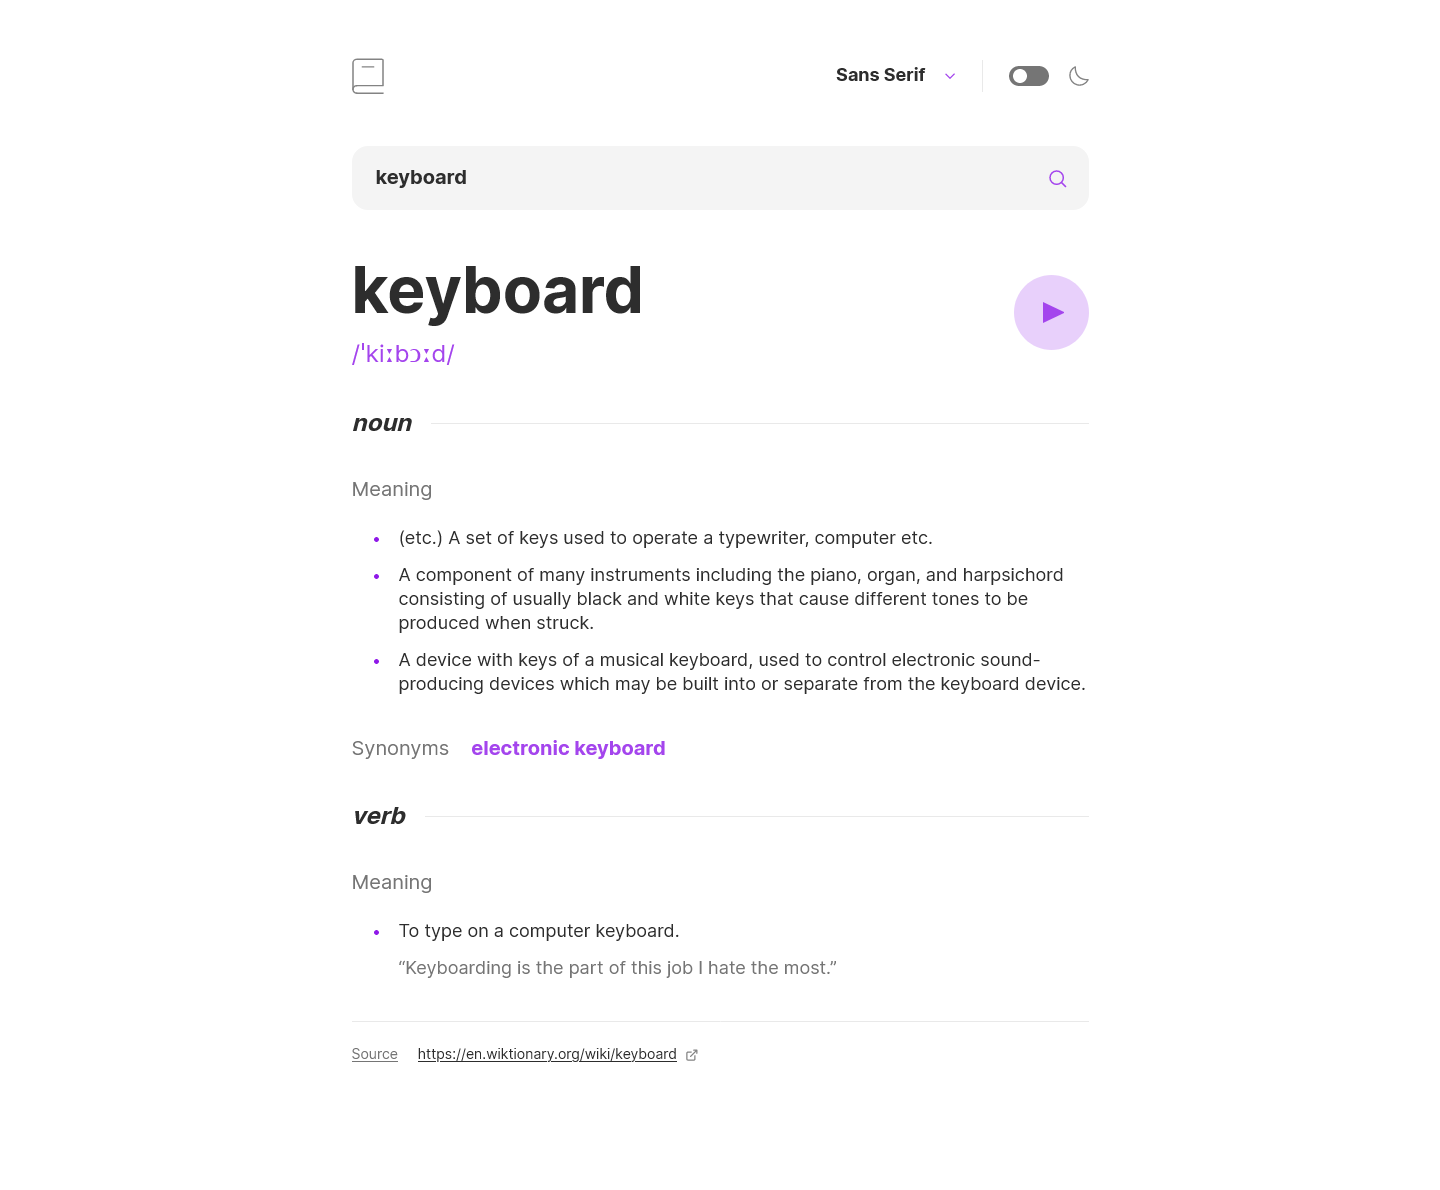 Sans Serif
keyboard
keyboard
/ˈkiːbɔːd/
noun
Meaning
(etc.) A set of keys used to operate a typewriter, computer etc.
A component of many instruments including the piano, organ, and harpsichord
consisting of usually black and white keys that cause different tones to be
produced when struck.
A device with keys of a musical keyboard, used to control electronic sound-
producing devices which may be built into or separate from the keyboard device.
Synonyms electronic keyboard
verb
Meaning
To type on a computer keyboard.
“Keyboarding is the part of this job I hate the most.”
Source https://en.wiktionary.org/wiki/keyboard